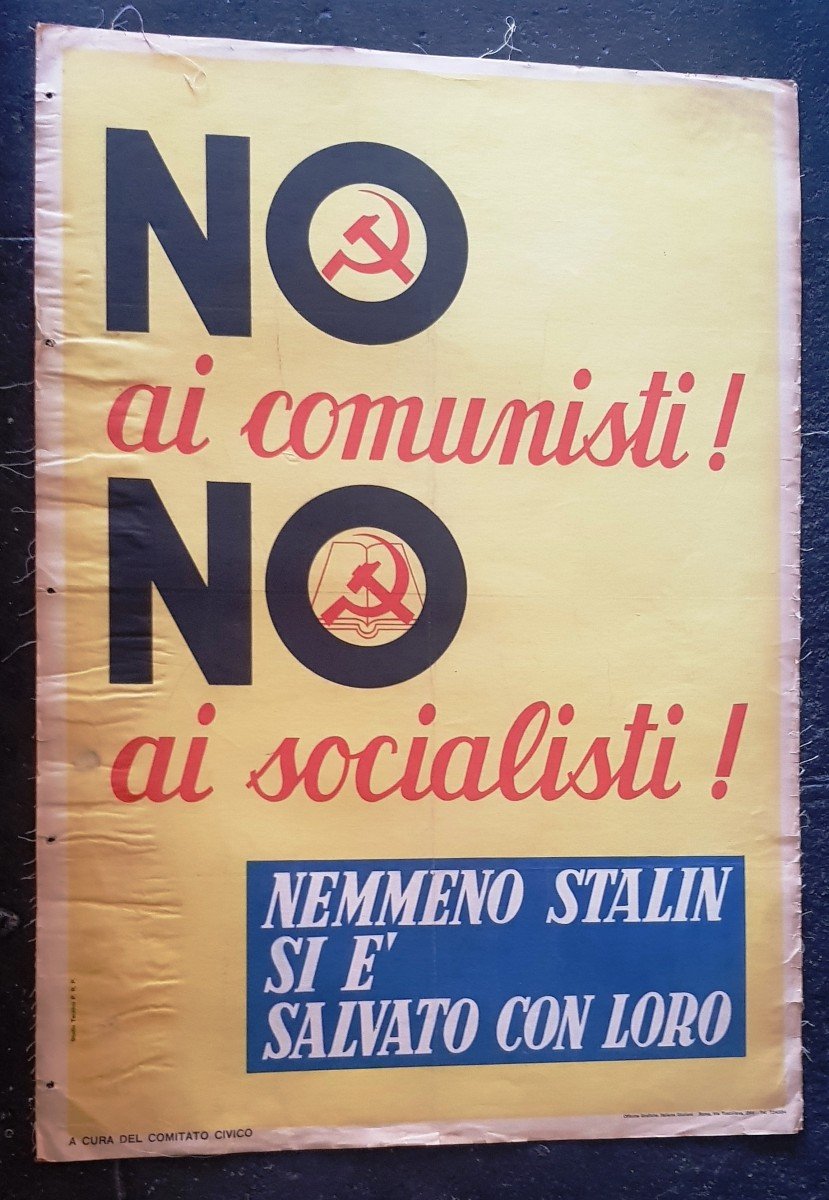 NO
ai comunisti!
NO
ai socialisti!
NEMMENO STALIN
SI E'
SALVATO CON LORO
A CURA DEL COMITATO CIVICO